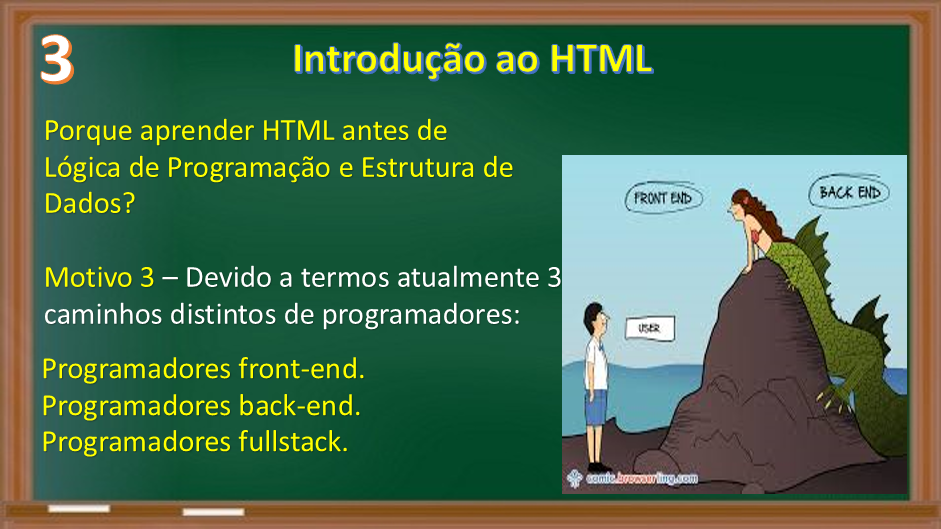 3
Introdução ao HTML
Porque aprender HTML antes de
Lógica de Programação e Estrutura de
Dados?
Motivo 3 – Devido a termos atualmente 3
caminhos distintos de programadores:
Programadores front-end.
Programadores back-end.
Programadores fullstack.
FRONT END
BACK END
USER
comic.browserling.com